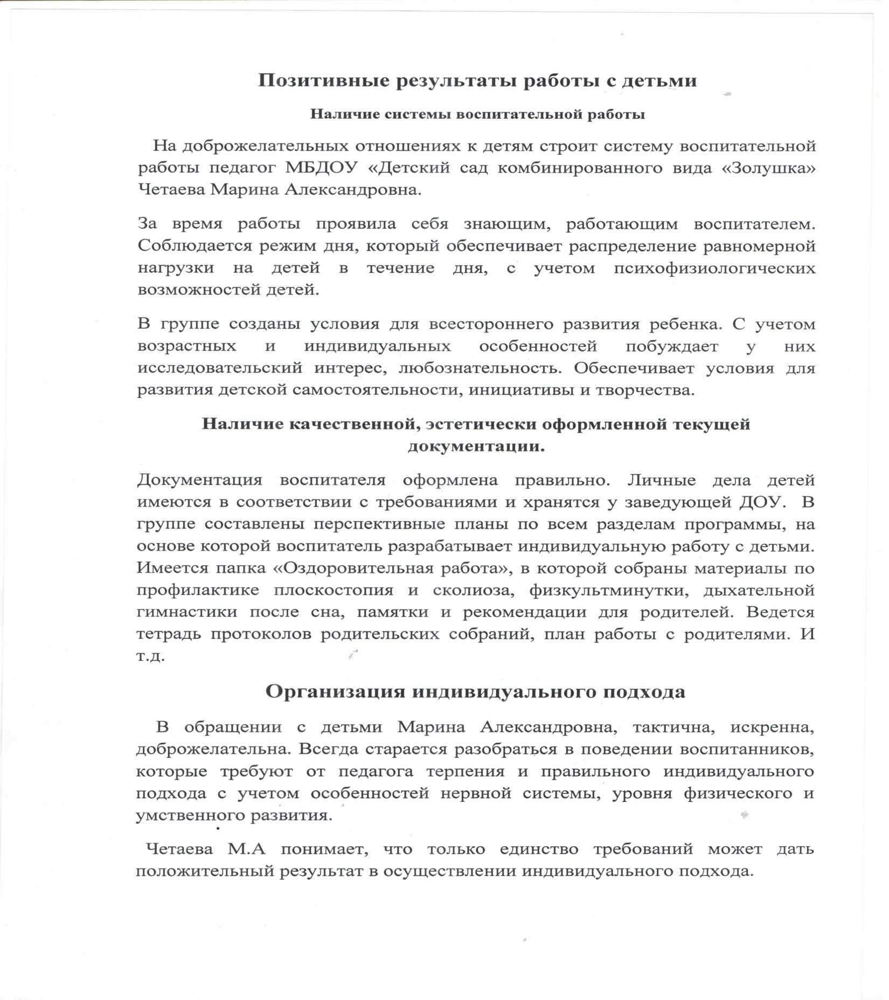 Позитивные результаты работы с детьми
Наличие системы воспитательной работы
На доброжелательных отношениях к детям строит систему воспитательной
работы педагог МБДОУ «Детский сад комбинированного вида «Золушка»
Четаева Марина Александровна.
За время работы проявила себя знающим, работающим воспитателем.
Соблюдается режим дня, который обеспечивает распределение равномерной
нагрузки на детей в течение дня, с учетом психофизиологических
возможностей детей.
В группе созданы условия для всестороннего развития ребенка. С учетом
возрастных и индивидуальных особенностей побуждает у них
исследовательский интерес, любознательность. Обеспечивает условия для
развития детской самостоятельности, инициативы и творчества.
Наличие качественной, эстетически оформленной текущей
документации.
Документация воспитателя оформлена правильно. Личные дела детей
имеются в соответствии с требованиями и хранятся у заведующей ДОУ. В
группе составлены перспективные планы по всем разделам программы, на
основе которой воспитатель разрабатывает индивидуальную работу с детьми.
Имеется папка «Оздоровительная работа», в которой собраны материалы по
профилактике плоскостопия и сколиоза, физкультминутки, дыхательной
гимнастики после сна, памятки и рекомендации для родителей. Ведется
тетрадь протоколов родительских собраний, план работы с родителями. И
т.д.
Организация индивидуального подхода
В обращении с детьми Марина Александровна, тактична, искренна,
доброжелательна. Всегда старается разобраться в поведении воспитанников,
которые требуют от педагога терпения и правильного индивидуального
подхода с учетом особенностей нервной системы, уровня физического и
умственного развития.
Четаева М.А понимает, что только единство требований может дать
положительный результат в осуществлении индивидуального подхода.